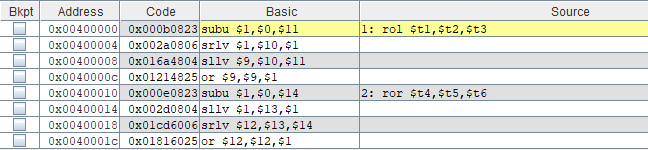 Bkpt Address Code Basic Source
0x00400000 0x000b0823 subu $1,$0,$11 1: rol $t1,$t2,$t3
0x00400004 0x002a0806 srlv $1,$10,$1
0x00400008 0x016a4804 sllv $9,$10,$11
0x0040000c 0x01214825 or $9,$9,$1
0x00400010 0x000e0823 subu $1,$0,$14 2: ror $t4,$t5,$t6
0x00400014 0x002d0804 sllv $1,$13,$1
0x00400018 0x01cd6006 srlv $12,$13,$14
0x0040001c 0x01816025 or $12,$12,$1